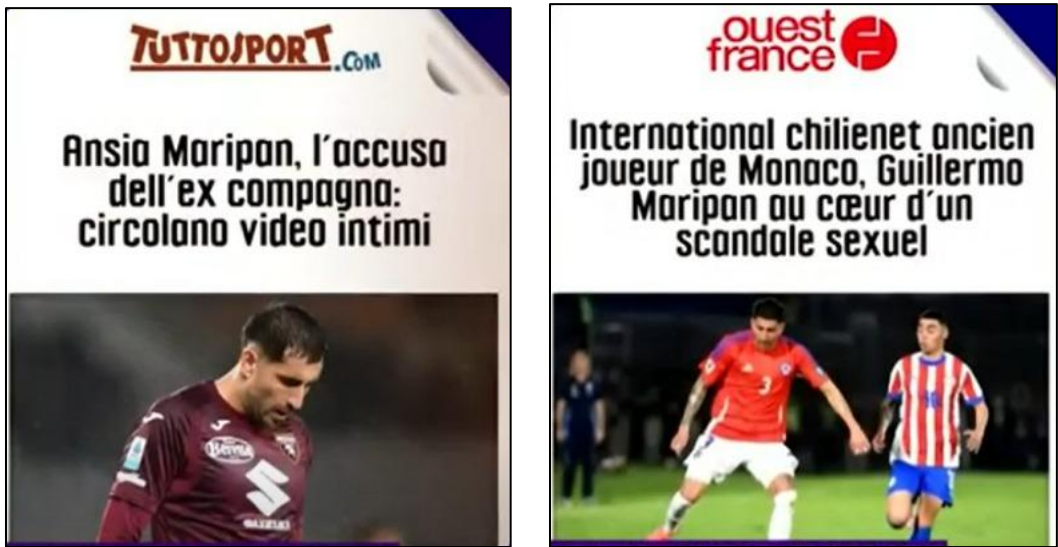 TUTTOSPORT.COM
Ansia Maripan, l´accusa
dell´ex compagna:
circolano video intimi
Beretta
SUZUKI
ouest
france
International chilienet ancien
joueur de Monaco, Guillermo
Maripan au cœur d´un
scandale sexuel
3